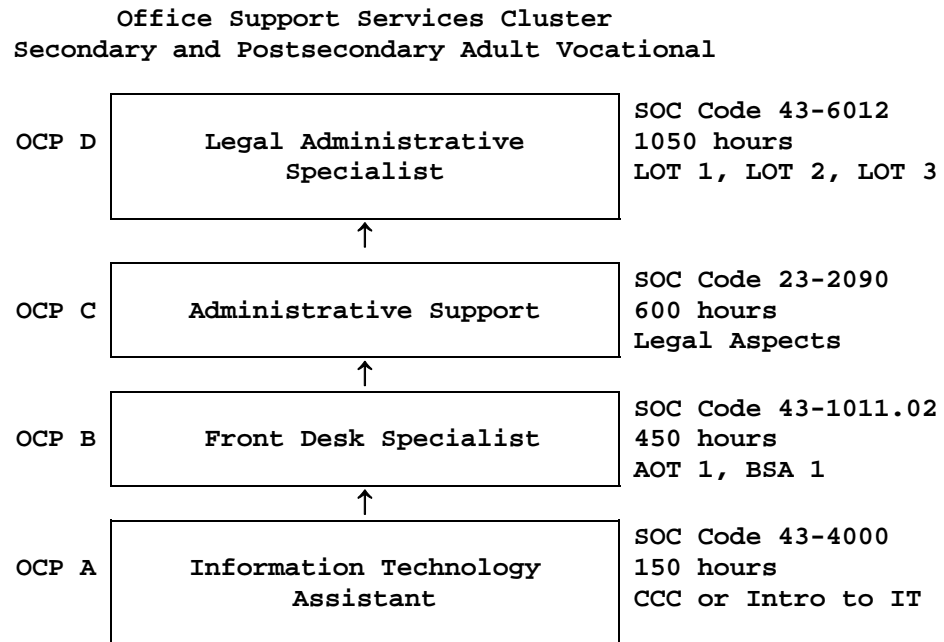 Office Support Services Cluster
Secondary and Postsecondary Adult Vocational
OCP D
Legal Administrative
Specialist
SOC Code 43-6012
1050 hours
LOT 1, LOT 2, LOT 3
↑
OCP C
Administrative Support
SOC Code 23-2090
600 hours
Legal Aspects
↑
OCP B
Front Desk Specialist
SOC Code 43-1011.02
450 hours
AOT 1, BSA 1
↑
OCP A
Information Technology
Assistant
SOC Code 43-4000
150 hours
CCC or Intro to IT